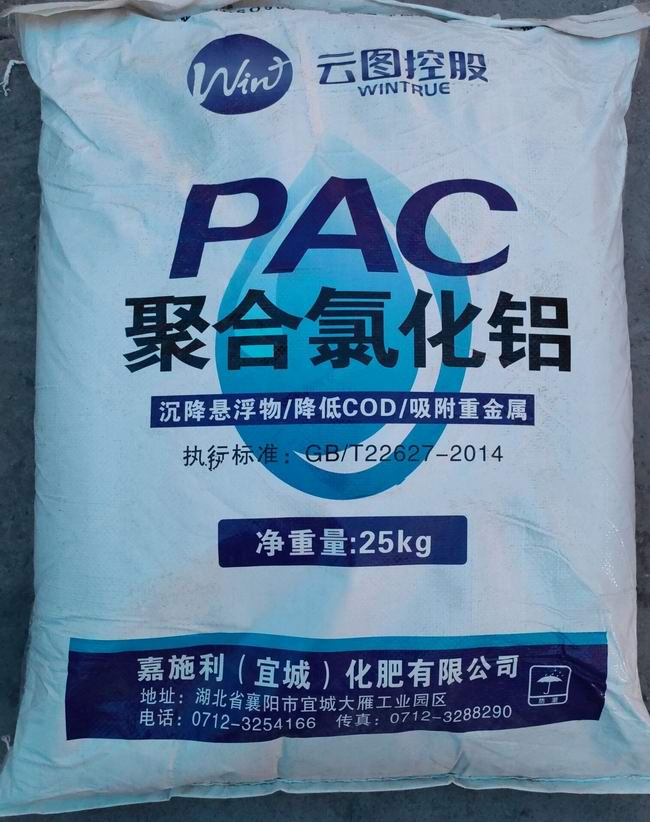 Win+ 云图控股
WINTRUE
PAC
聚合氯化铝
沉降悬浮物/降低COD/吸附重金属
执行标准：GB/T22627-2014
净重量:25kg
嘉施利（宜城）化肥有限公司
地址：湖北省襄阳市宜城大雁工业园区
电话：0712-3254166 传真：0712-3288290